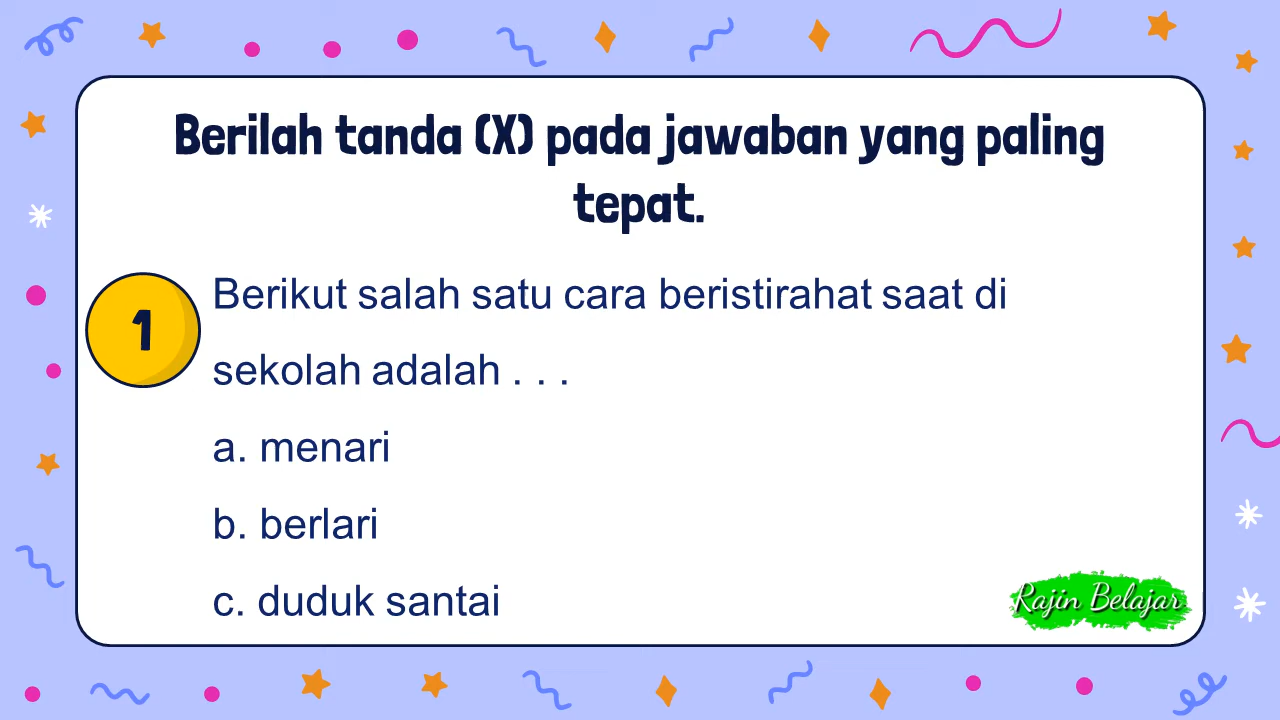 Berilah tanda (X) pada jawaban yang paling
tepat.
1
Berikut salah satu cara beristirahat saat di
sekolah adalah . . .
a. menari
b. berlari
c. duduk santai
Rajin Belajar